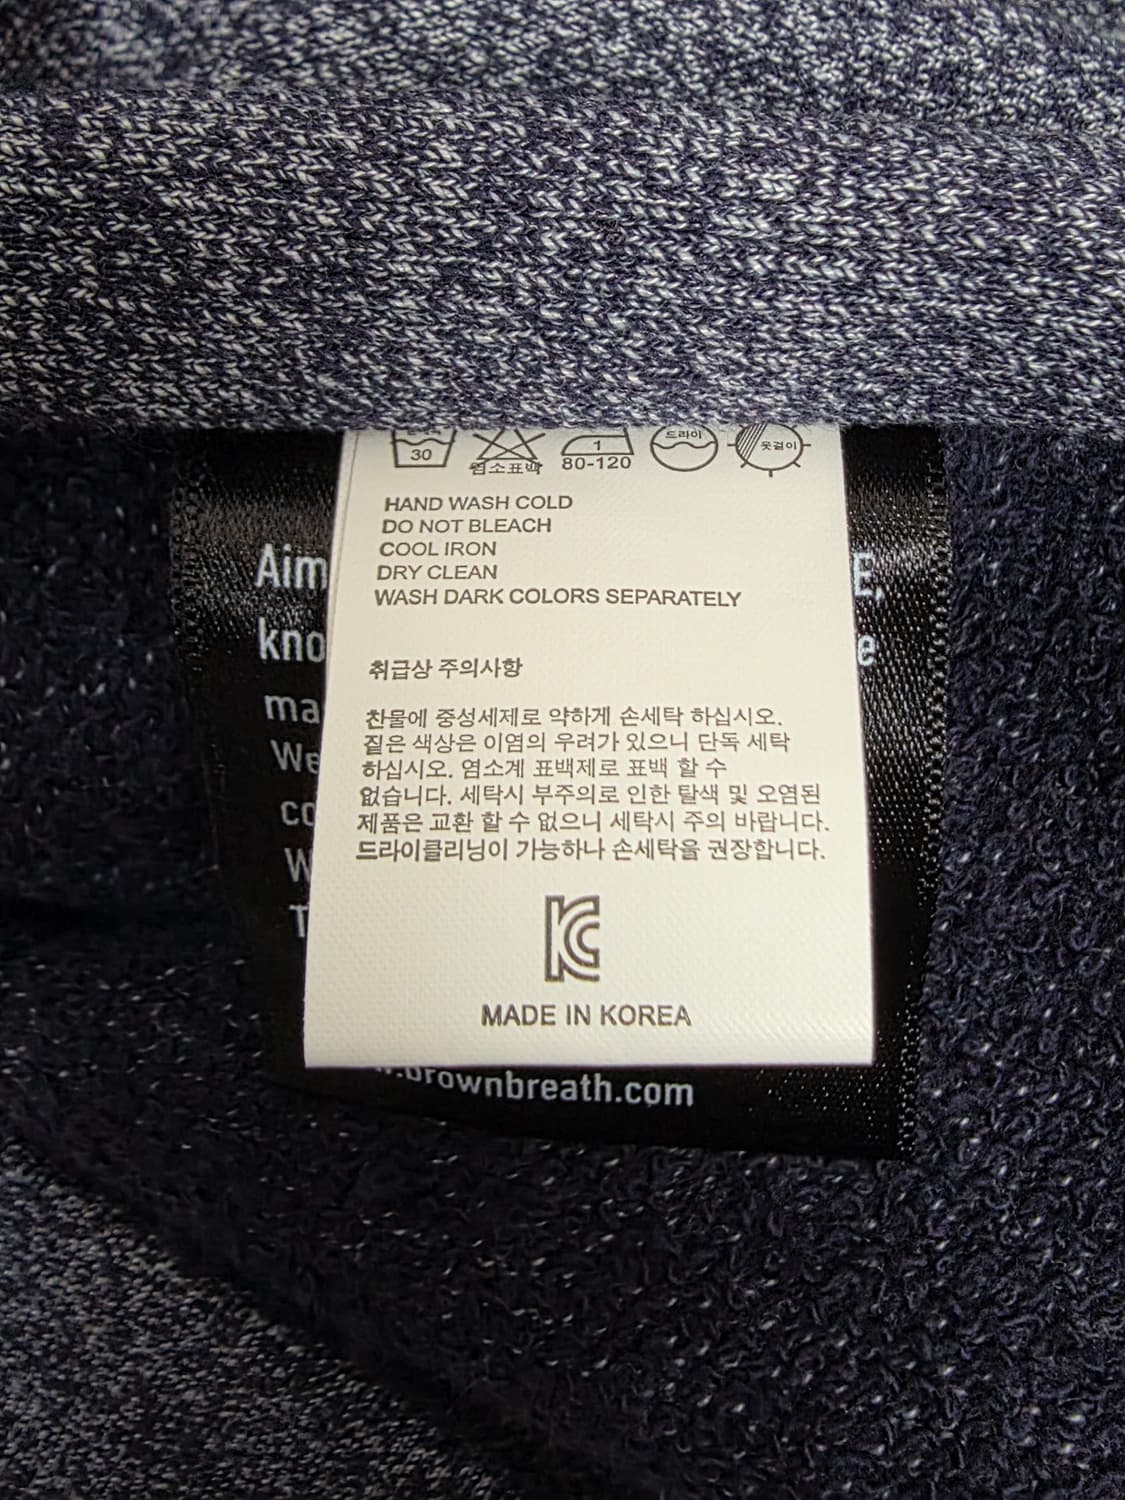 30
염소표백
1
80-120
드라이
옷걸이
HAND WASH COLD
DO NOT BLEACH
COOL IRON
DRY CLEAN
WASH DARK COLORS SEPARATELY
취급상 주의사항
찬물에 중성세제로 약하게 손세탁 하십시오.
짙은 색상은 이염의 우려가 있으니 단독 세탁
하십시오. 염소계 표백제로 표백 할 수
없습니다. 세탁시 부주의로 인한 탈색 및 오염된
제품은 교환 할 수 없으니 세탁시 주의 바랍니다.
드라이클리닝이 가능하나 손세탁을 권장합니다.
KC
MADE IN KOREA
Aim E,
kno e
ma
We
co
W
T
.brownbreath.com